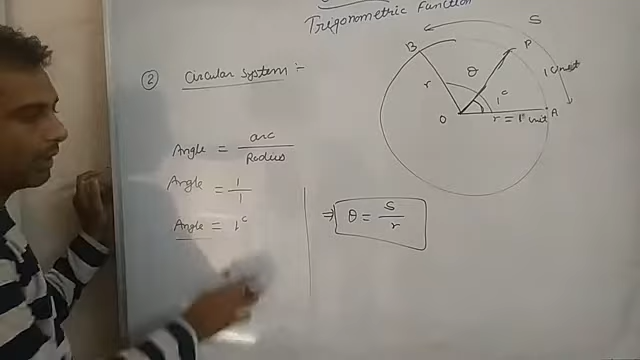 Trigonometric Function
② Circular System :-
Angle = arc / Radius
Angle = 1 / 1
Angle = 1ᶜ
⇒ θ = S / r
S
B
P
θ
r
1 unit
1ᶜ
O
r = 1 unit
A